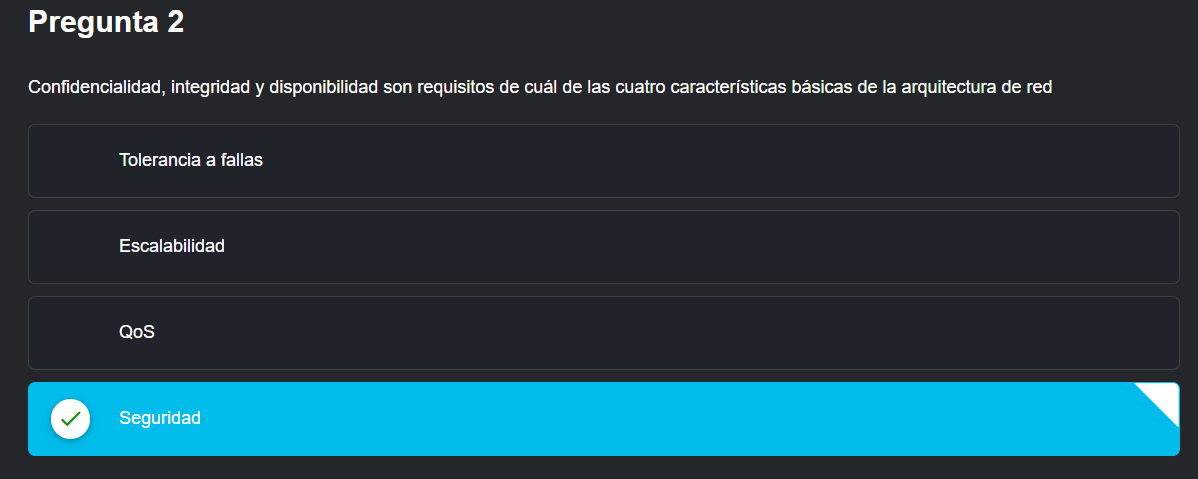 Pregunta 2
Confidencialidad, integridad y disponibilidad son requisitos de cuál de las cuatro características básicas de la arquitectura de red
Tolerancia a fallas
Escalabilidad
QoS
Seguridad